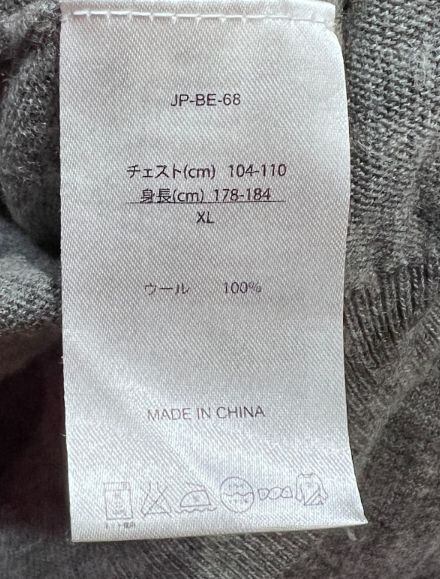 JP-BE-68
チェスト(cm) 104-110
身長(cm) 178-184
XL
ウール 100%
MADE IN CHINA